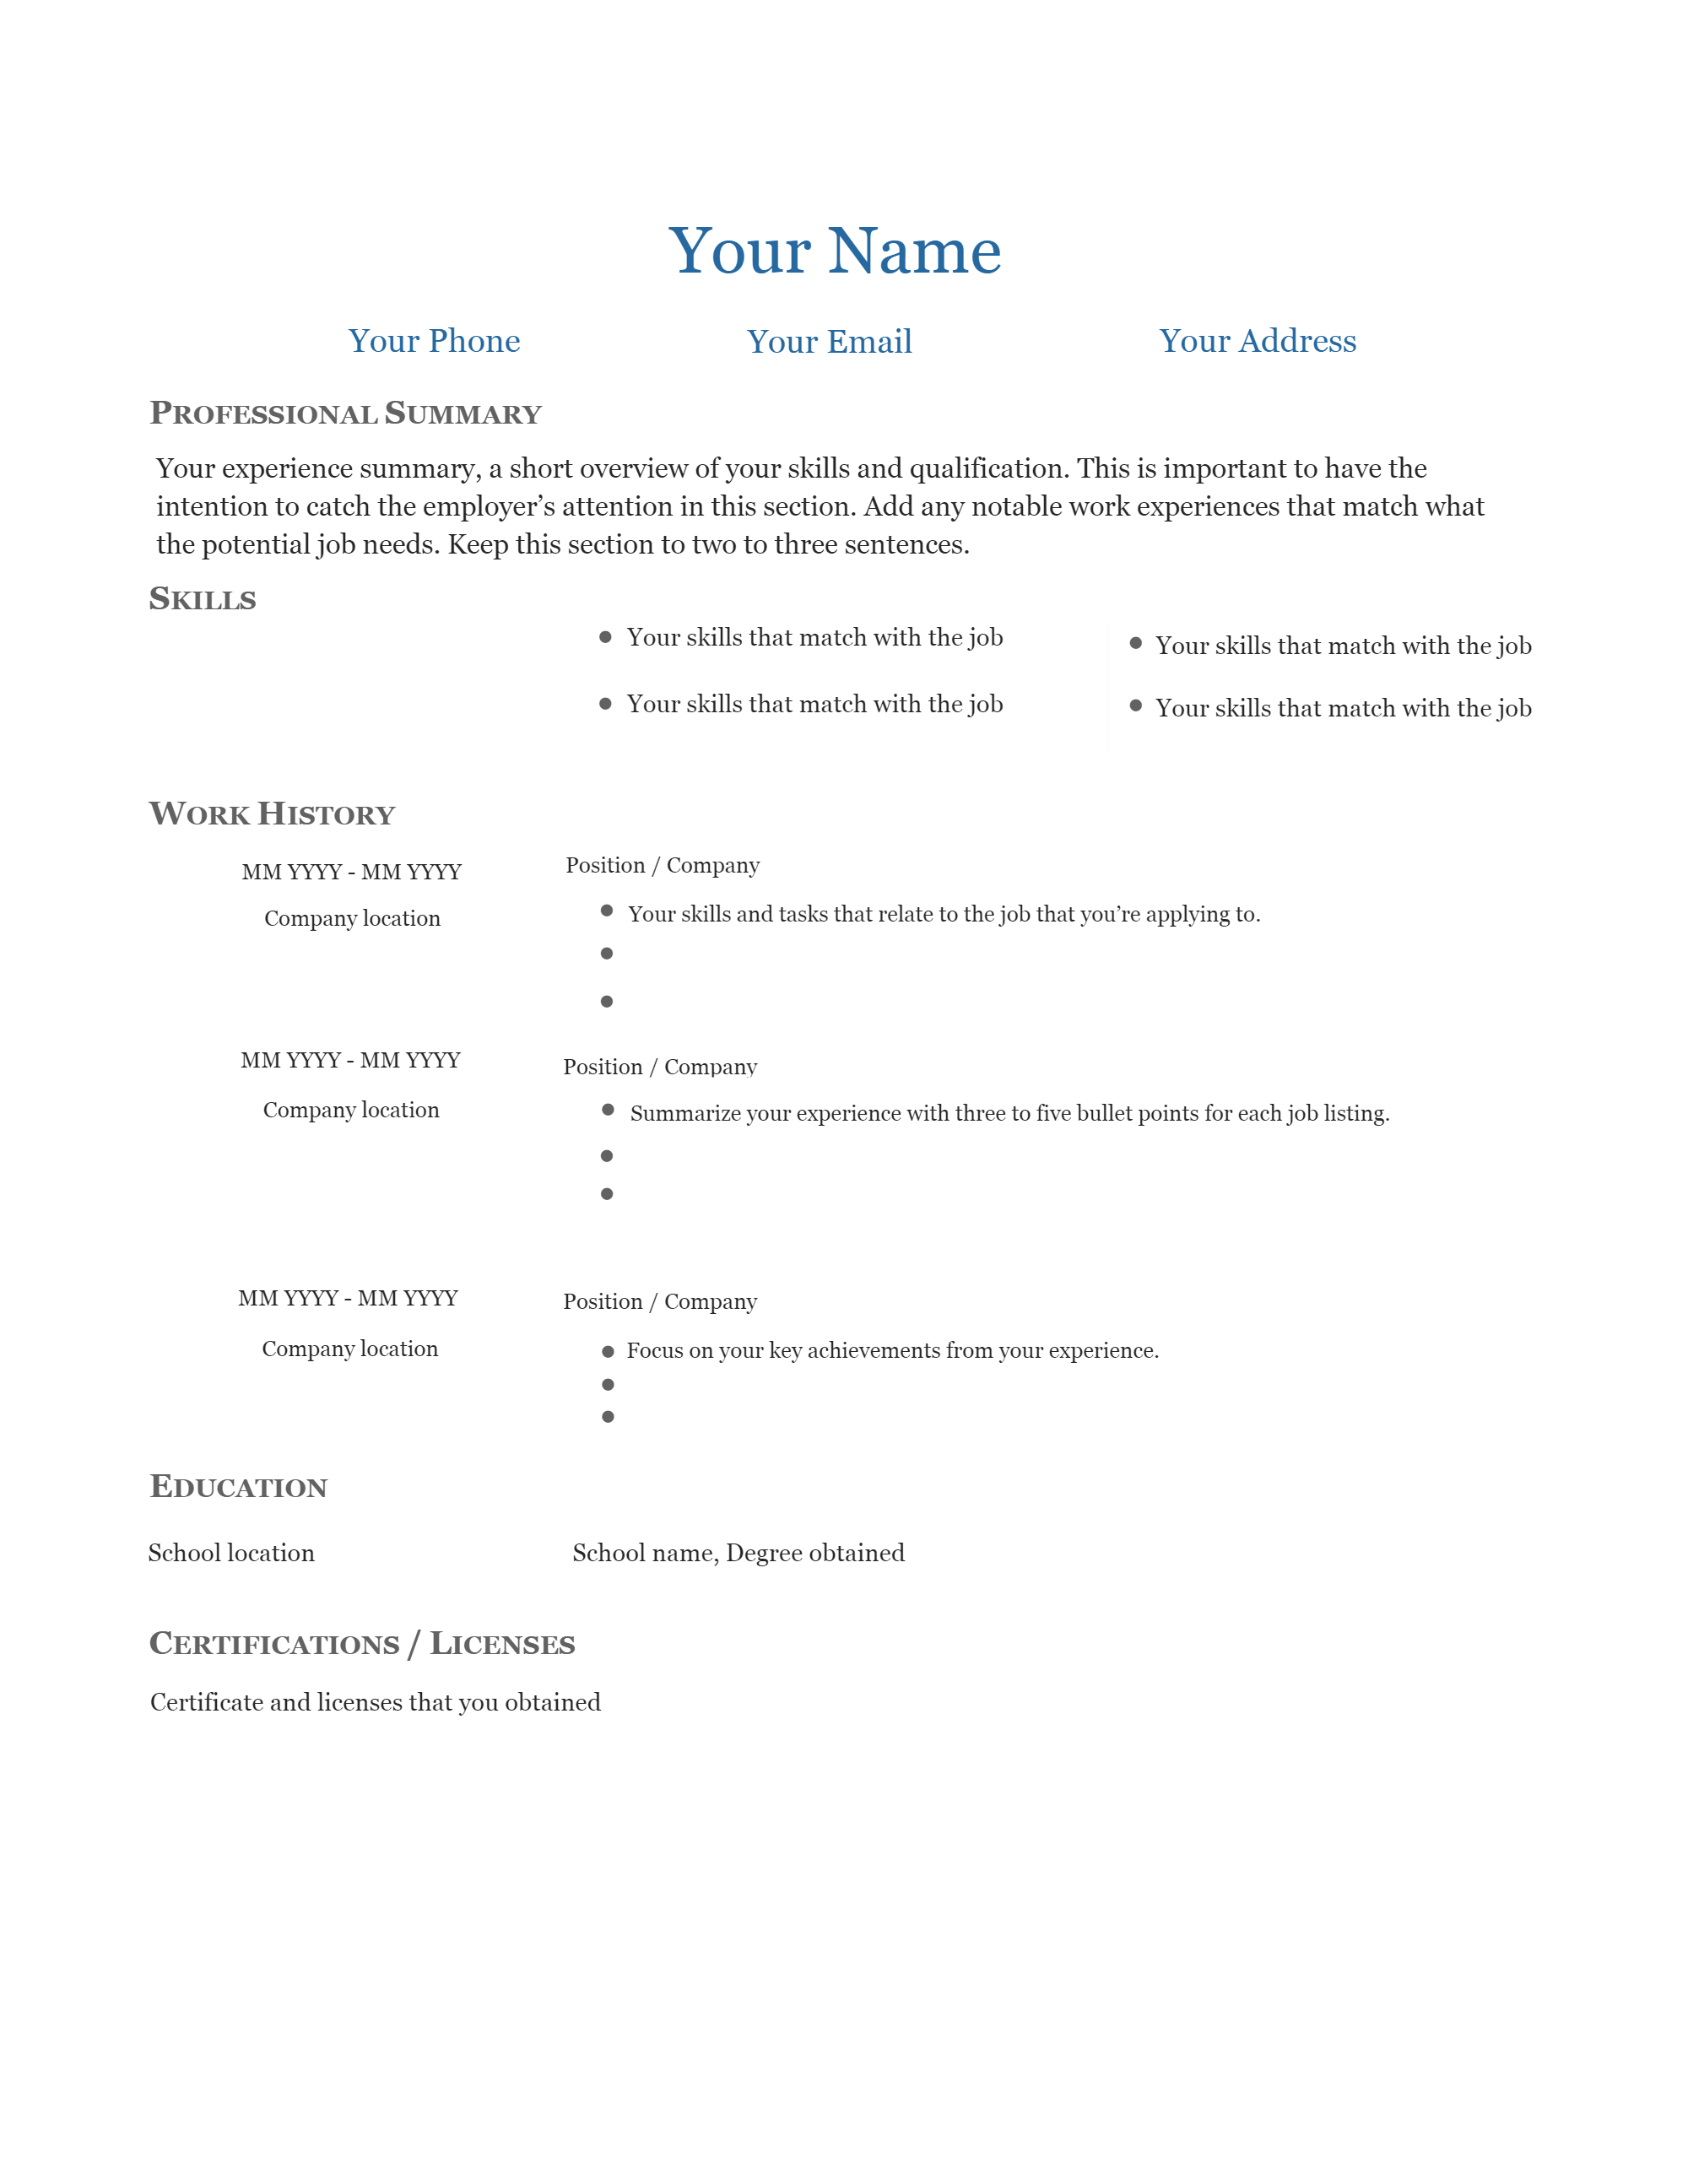 Your Name
Your Phone Your Email Your Address
PROFESSIONAL SUMMARY
Your experience summary, a short overview of your skills and qualification. This is important to have the
intention to catch the employer’s attention in this section. Add any notable work experiences that match what
the potential job needs. Keep this section to two to three sentences.
SKILLS
● Your skills that match with the job
● Your skills that match with the job
● Your skills that match with the job
● Your skills that match with the job
WORK HISTORY
MM YYYY - MM YYYY
Company location
Position / Company
● Your skills and tasks that relate to the job that you’re applying to.
●
●
MM YYYY - MM YYYY
Company location
Position / Company
● Summarize your experience with three to five bullet points for each job listing.
●
●
MM YYYY - MM YYYY
Company location
Position / Company
● Focus on your key achievements from your experience.
●
●
EDUCATION
School location
School name, Degree obtained
CERTIFICATIONS / LICENSES
Certificate and licenses that you obtained